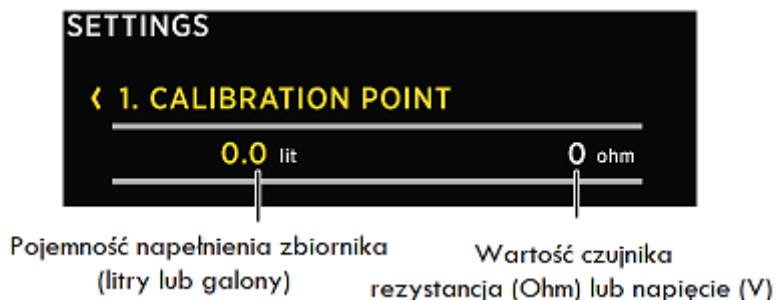 SETTINGS
‹ 1. CALIBRATION POINT
0.0 lit 0 ohm
Pojemność napełnienia zbiornika
(litry lub galony)
Wartość czujnika
rezystancja (Ohm) lub napięcie (V)